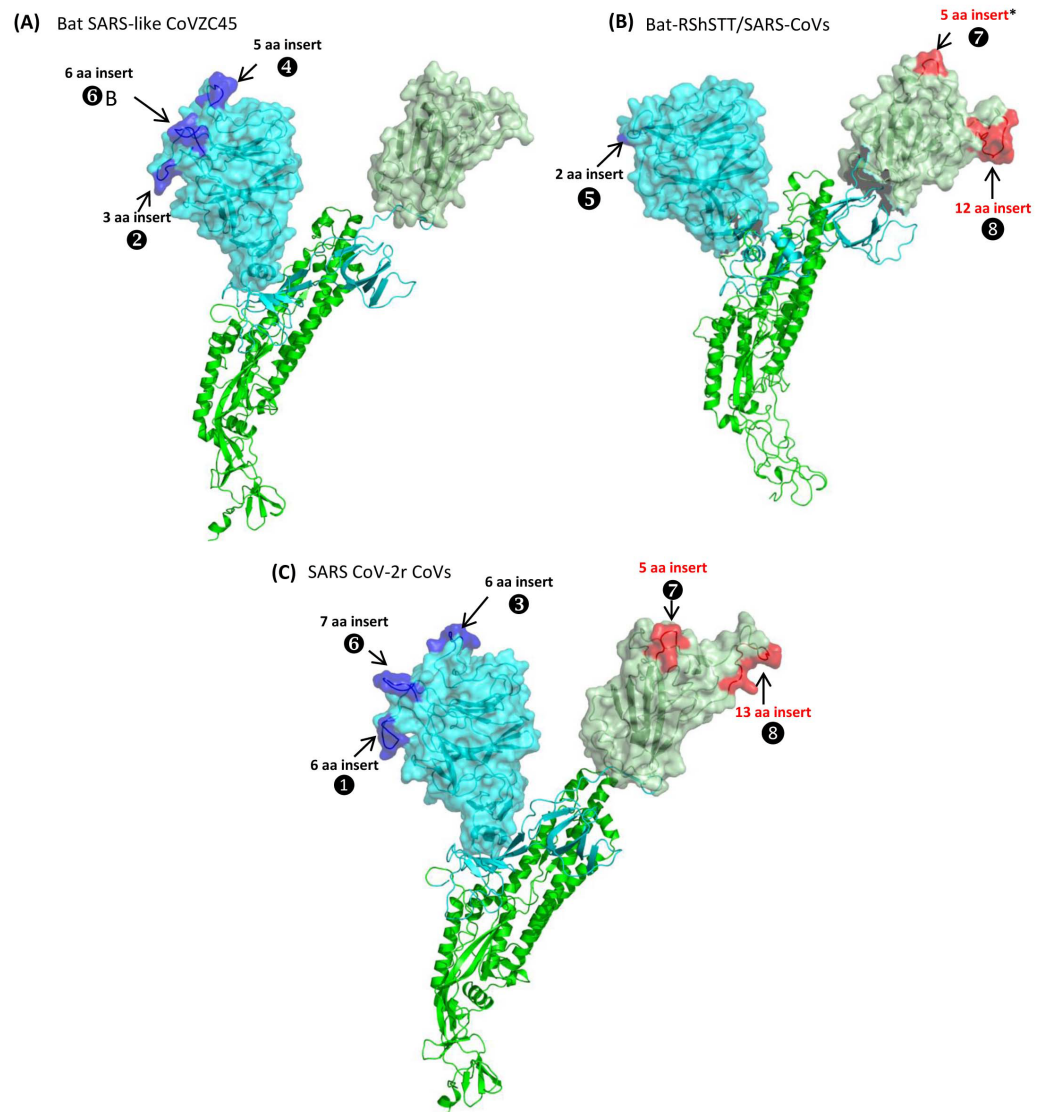 (A) Bat SARS-like CoVZC45
5 aa insert
❹
6 aa insert
❻B
3 aa insert
❷
(B) Bat-RShSTT/SARS-CoVs
5 aa insert*
❼
2 aa insert
❺
12 aa insert
❽
(C) SARS CoV-2r CoVs
6 aa insert
❸
7 aa insert
❻
6 aa insert
❶
5 aa insert
❼
13 aa insert
❽